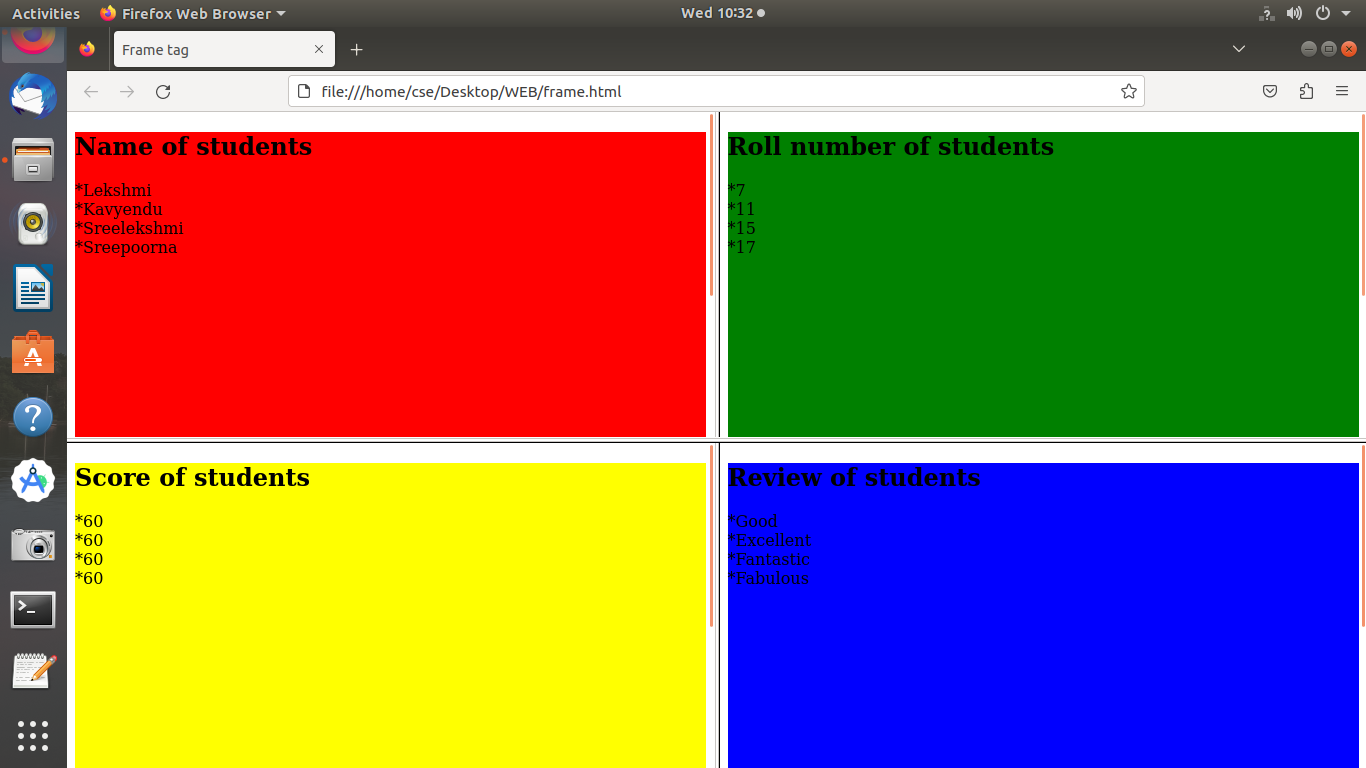 Activities Firefox Web Browser Wed 10:32
Frame tag
file:///home/cse/Desktop/WEB/frame.html
Name of students
*Lekshmi
*Kavyendu
*Sreelekshmi
*Sreepoorna
Roll number of students
*7
*11
*15
*17
Score of students
*60
*60
*60
*60
Review of students
*Good
*Excellent
*Fantastic
*Fabulous